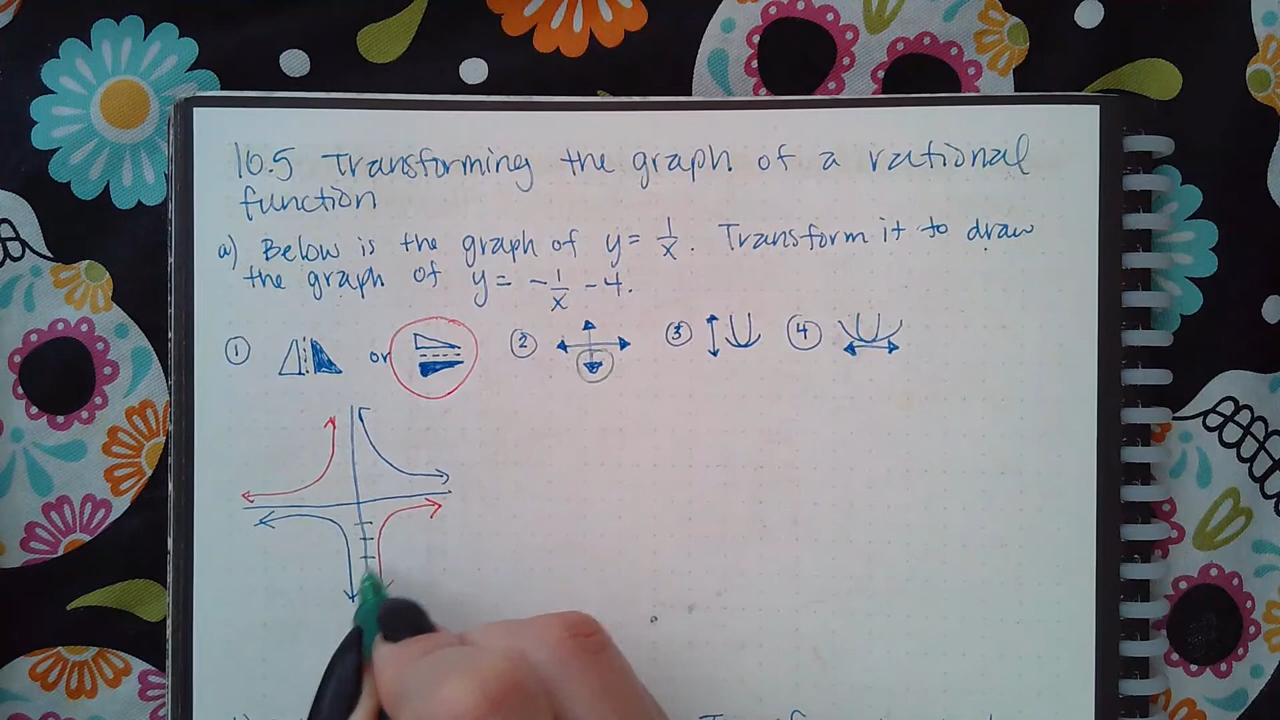 10.5 Transforming the graph of a rational
function
a) Below is the graph of y = 1/x. Transform it to draw
the graph of y = -1/x - 4.
① or ② ③ ④